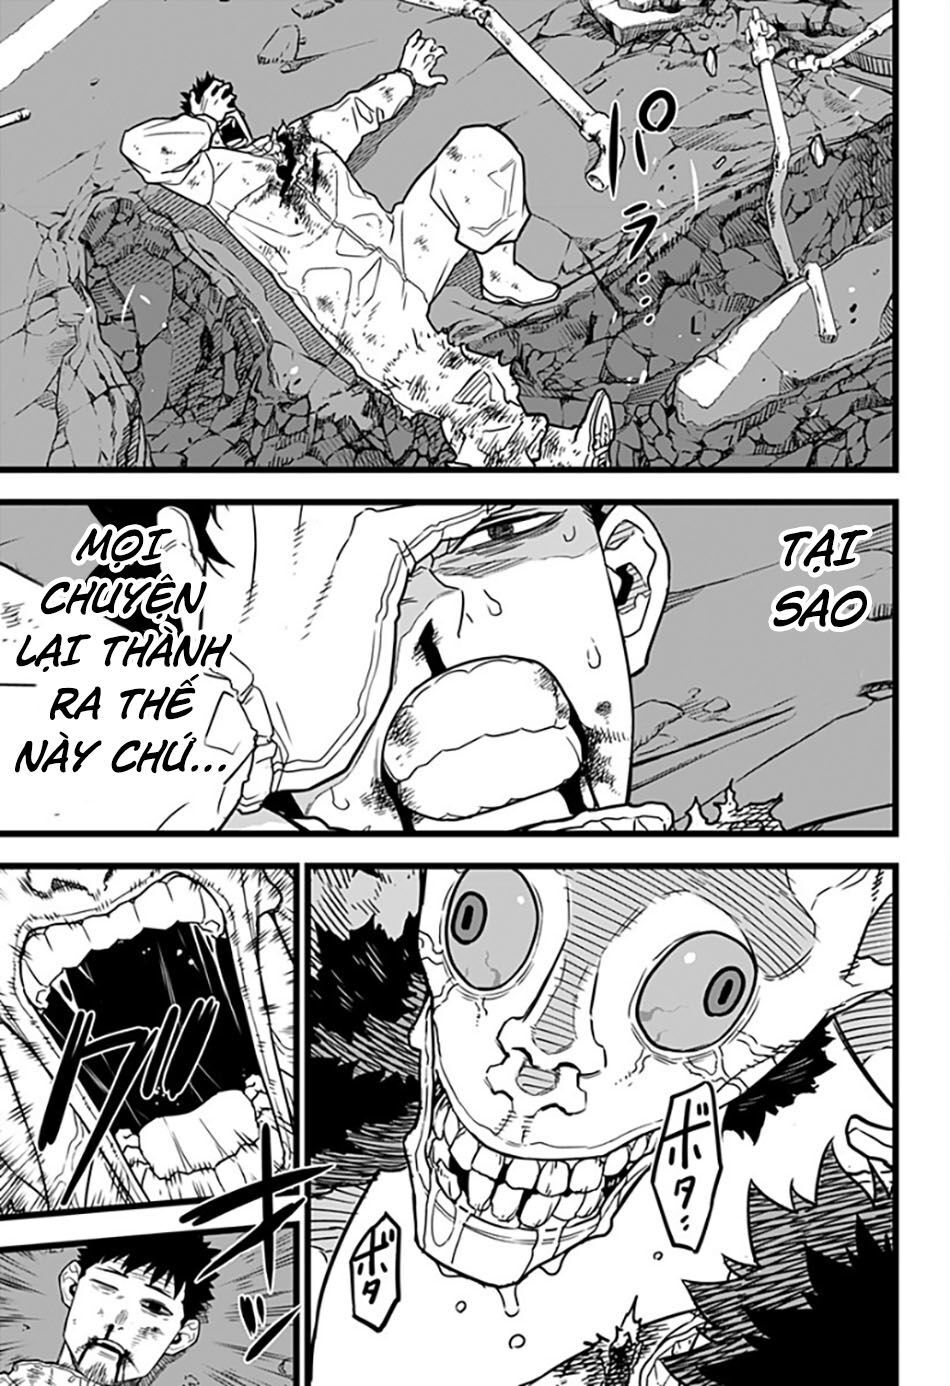 パラ…
TẠI
SAO
MỌI
CHUYỆN
LẠI THÀNH
RA THẾ
NÀY CHỨ...
ボタ…
ボタ